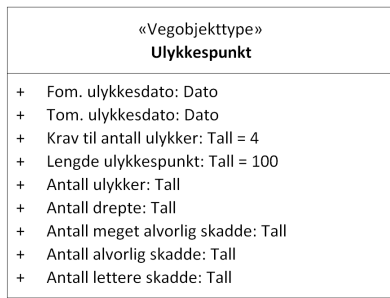 «Vegobjekttype»
Ulykkespunkt
+ Fom. ulykkesdato: Dato
+ Tom. ulykkesdato: Dato
+ Krav til antall ulykker: Tall = 4
+ Lengde ulykkespunkt: Tall = 100
+ Antall ulykker: Tall
+ Antall drepte: Tall
+ Antall meget alvorlig skadde: Tall
+ Antall alvorlig skadde: Tall
+ Antall lettere skadde: Tall